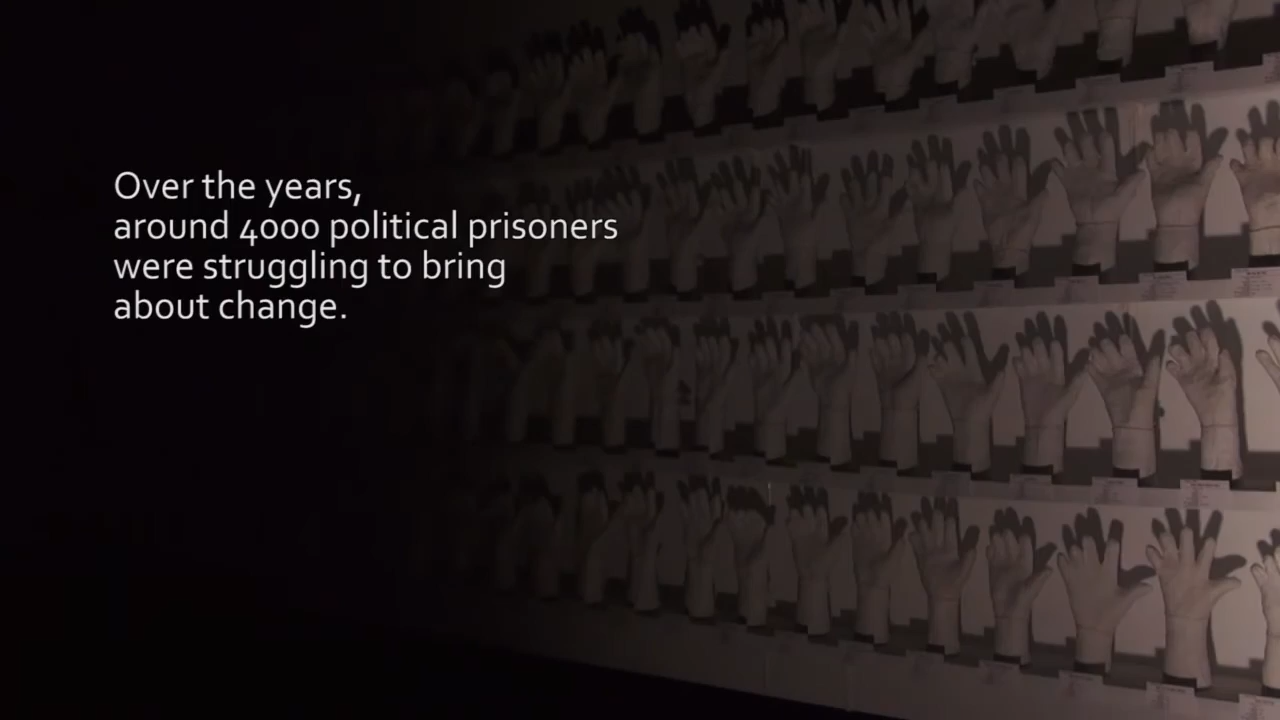 Over the years,
around 4000 political prisoners
were struggling to bring
about change.